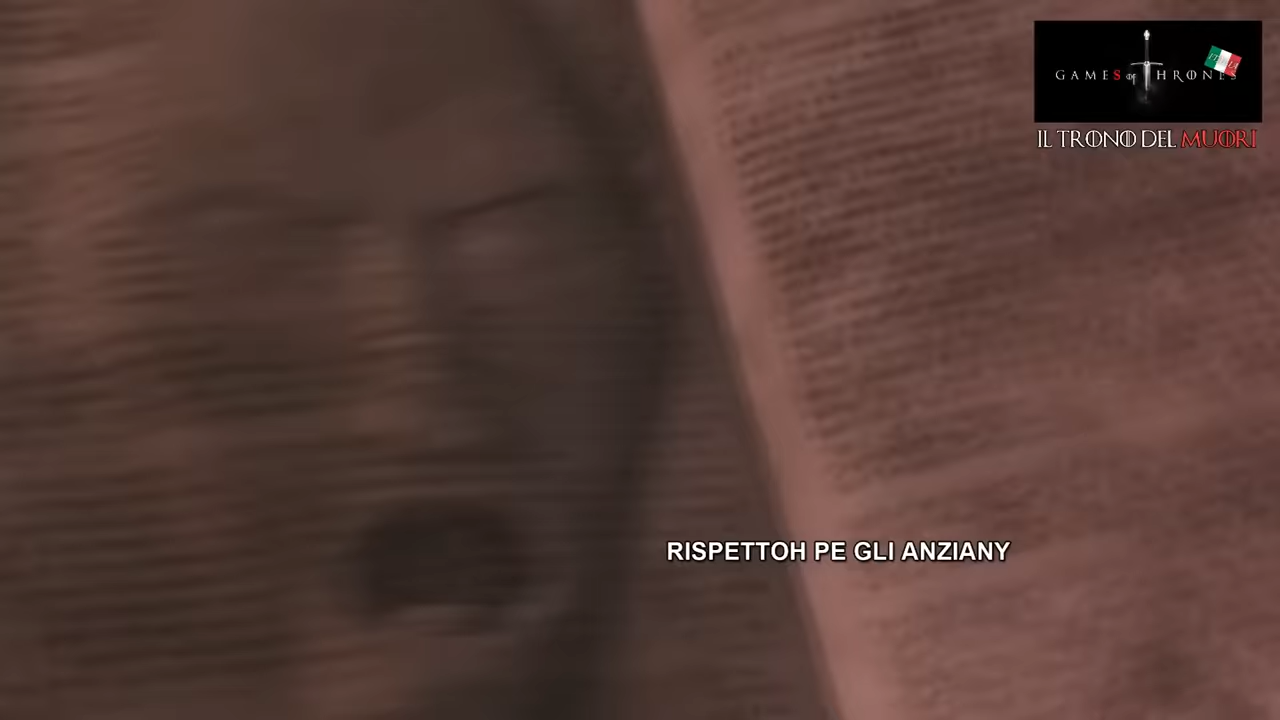 GAMES OF THRONES
IL TRONO DEL MUORI
RISPETTOH PE GLI ANZIANY